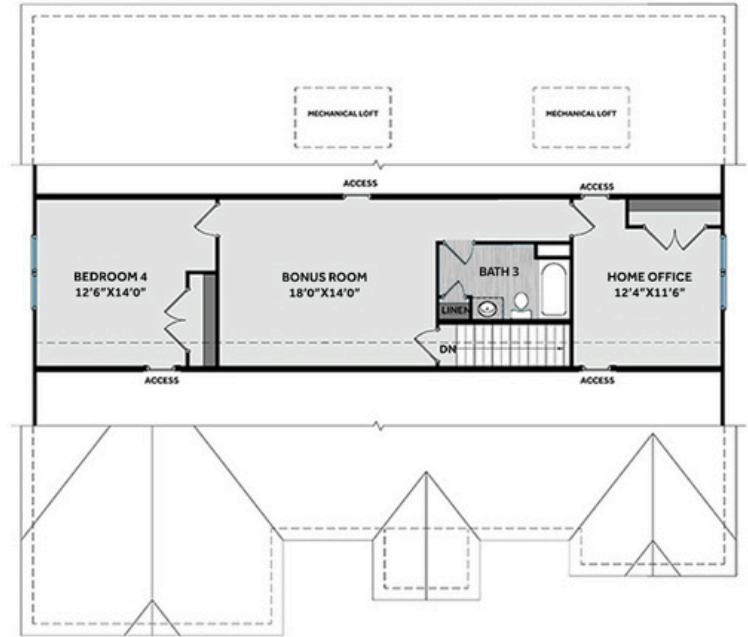 MECHANICAL LOFT
MECHANICAL LOFT
ACCESS
ACCESS
BEDROOM 4
12'6"X14'0"
BONUS ROOM
18'0"X14'0"
BATH 3
HOME OFFICE
12'4"X11'6"
LINEN
DN
ACCESS
ACCESS